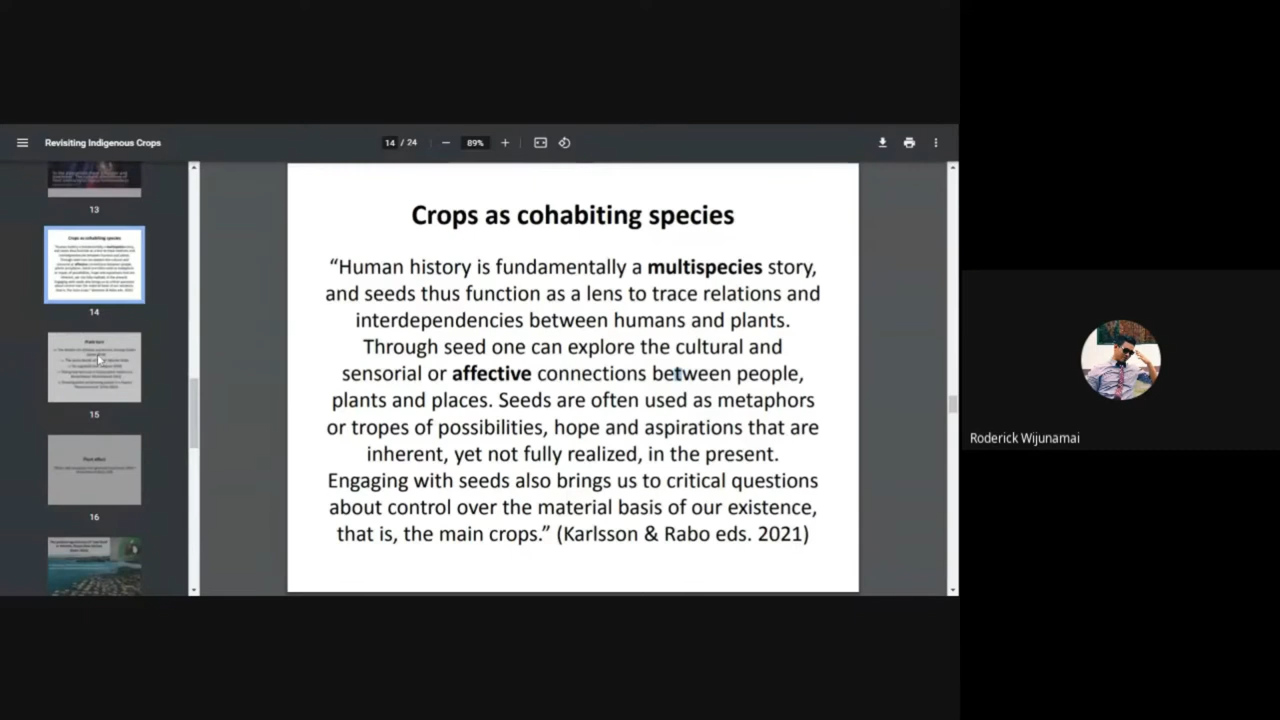 Revisiting Indigenous Crops
14 / 24
89%
13
Crops as cohabiting species
14
15
16
Crops as cohabiting species
“Human history is fundamentally a multispecies story,
and seeds thus function as a lens to trace relations and
interdependencies between humans and plants.
Through seed one can explore the cultural and
sensorial or affective connections between people,
plants and places. Seeds are often used as metaphors
or tropes of possibilities, hope and aspirations that are
inherent, yet not fully realized, in the present.
Engaging with seeds also brings us to critical questions
about control over the material basis of our existence,
that is, the main crops.” (Karlsson & Rabo eds. 2021)
Roderick Wijunamai